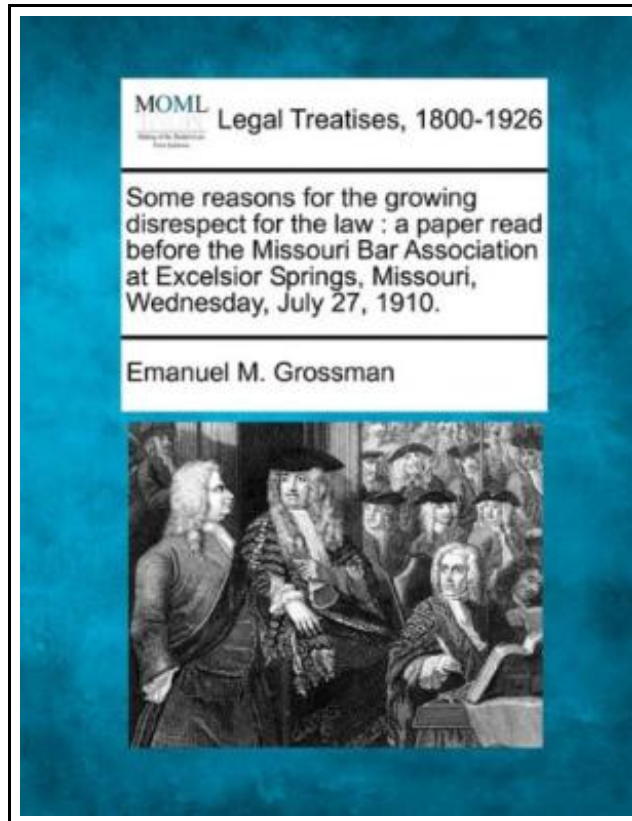 MOML
Legal Treatises, 1800-1926
Some reasons for the growing
disrespect for the law : a paper read
before the Missouri Bar Association
at Excelsior Springs, Missouri,
Wednesday, July 27, 1910.
Emanuel M. Grossman